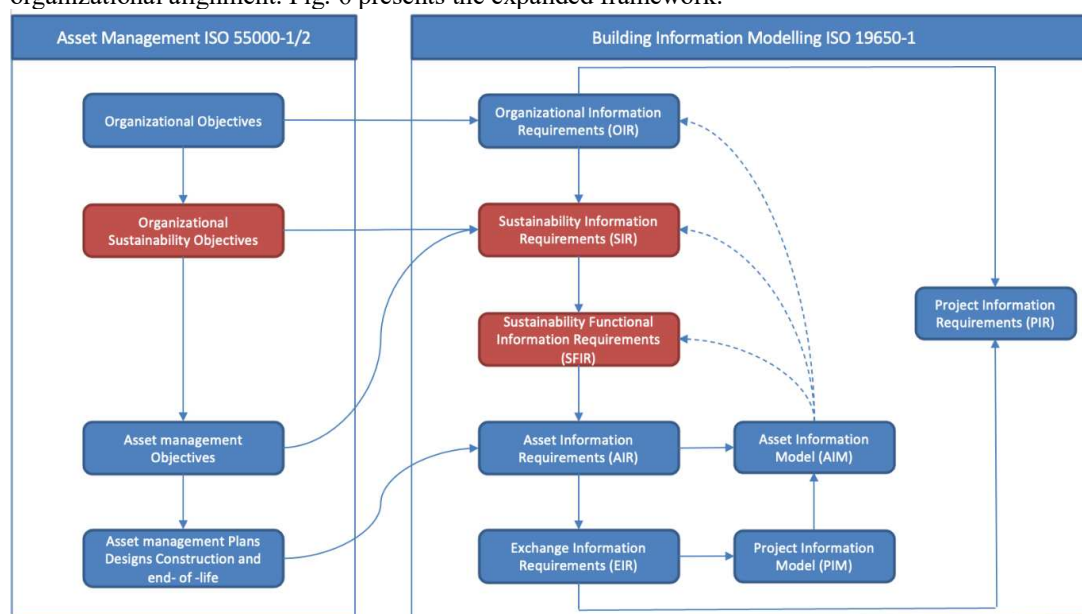 organizational alignment. Fig. 6 presents the expanded framework.
Asset Management ISO 55000-1/2
Building Information Modelling ISO 19650-1
Organizational Objectives
Organizational Information
Requirements (OIR)
Organizational
Sustainability Objectives
Sustainability Information
Requirements (SIR)
Project Information
Requirements (PIR)
Sustainability Functional
Information Requirements
(SFIR)
Asset management
Objectives
Asset Information
Requirements (AIR)
Asset Information
Model (AIM)
Asset management Plans
Designs Construction and
end- of -life
Exchange Information
Requirements (EIR)
Project Information
Model (PIM)